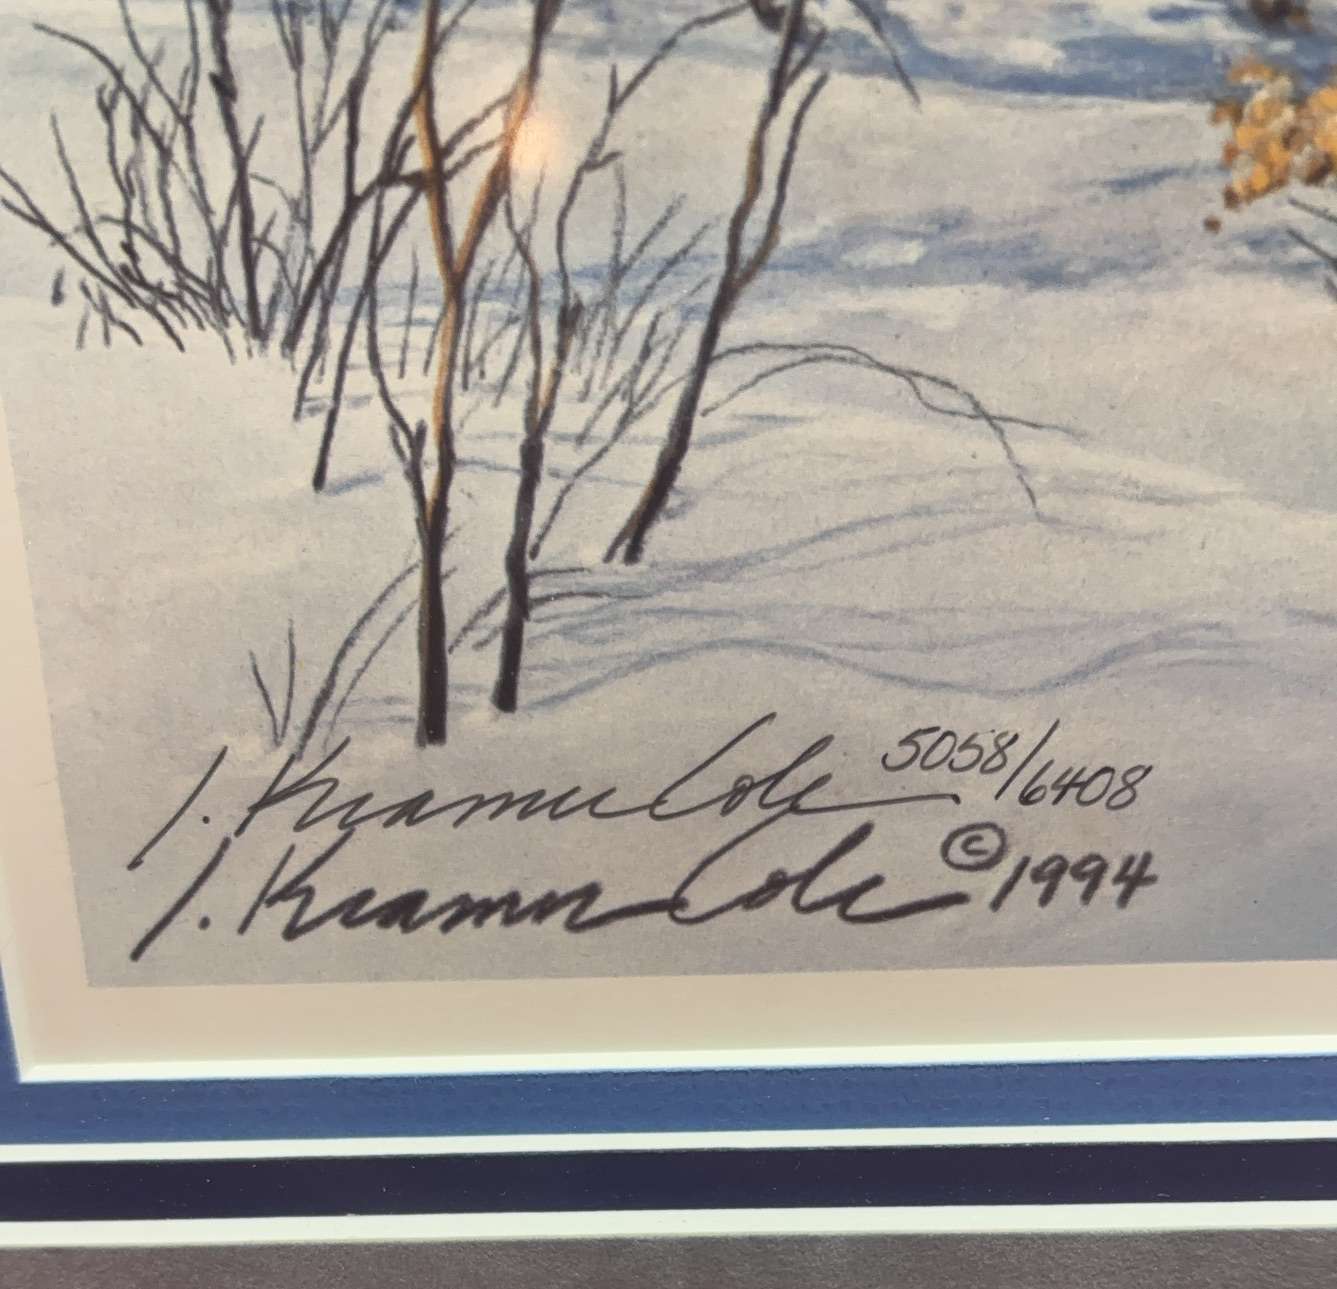 J. Kramer Cole 5058/6408
J. Kramer Cole © 1994